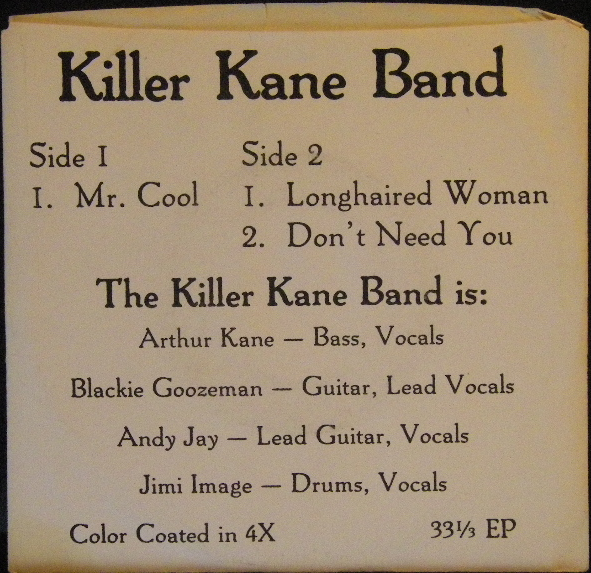 Killer Kane Band
Side 1 Side 2
1. Mr. Cool 1. Longhaired Woman
2. Don't Need You
The Killer Kane Band is:
Arthur Kane — Bass, Vocals
Blackie Goozeman — Guitar, Lead Vocals
Andy Jay — Lead Guitar, Vocals
Jimi Image — Drums, Vocals
Color Coated in 4X 33⅓ EP